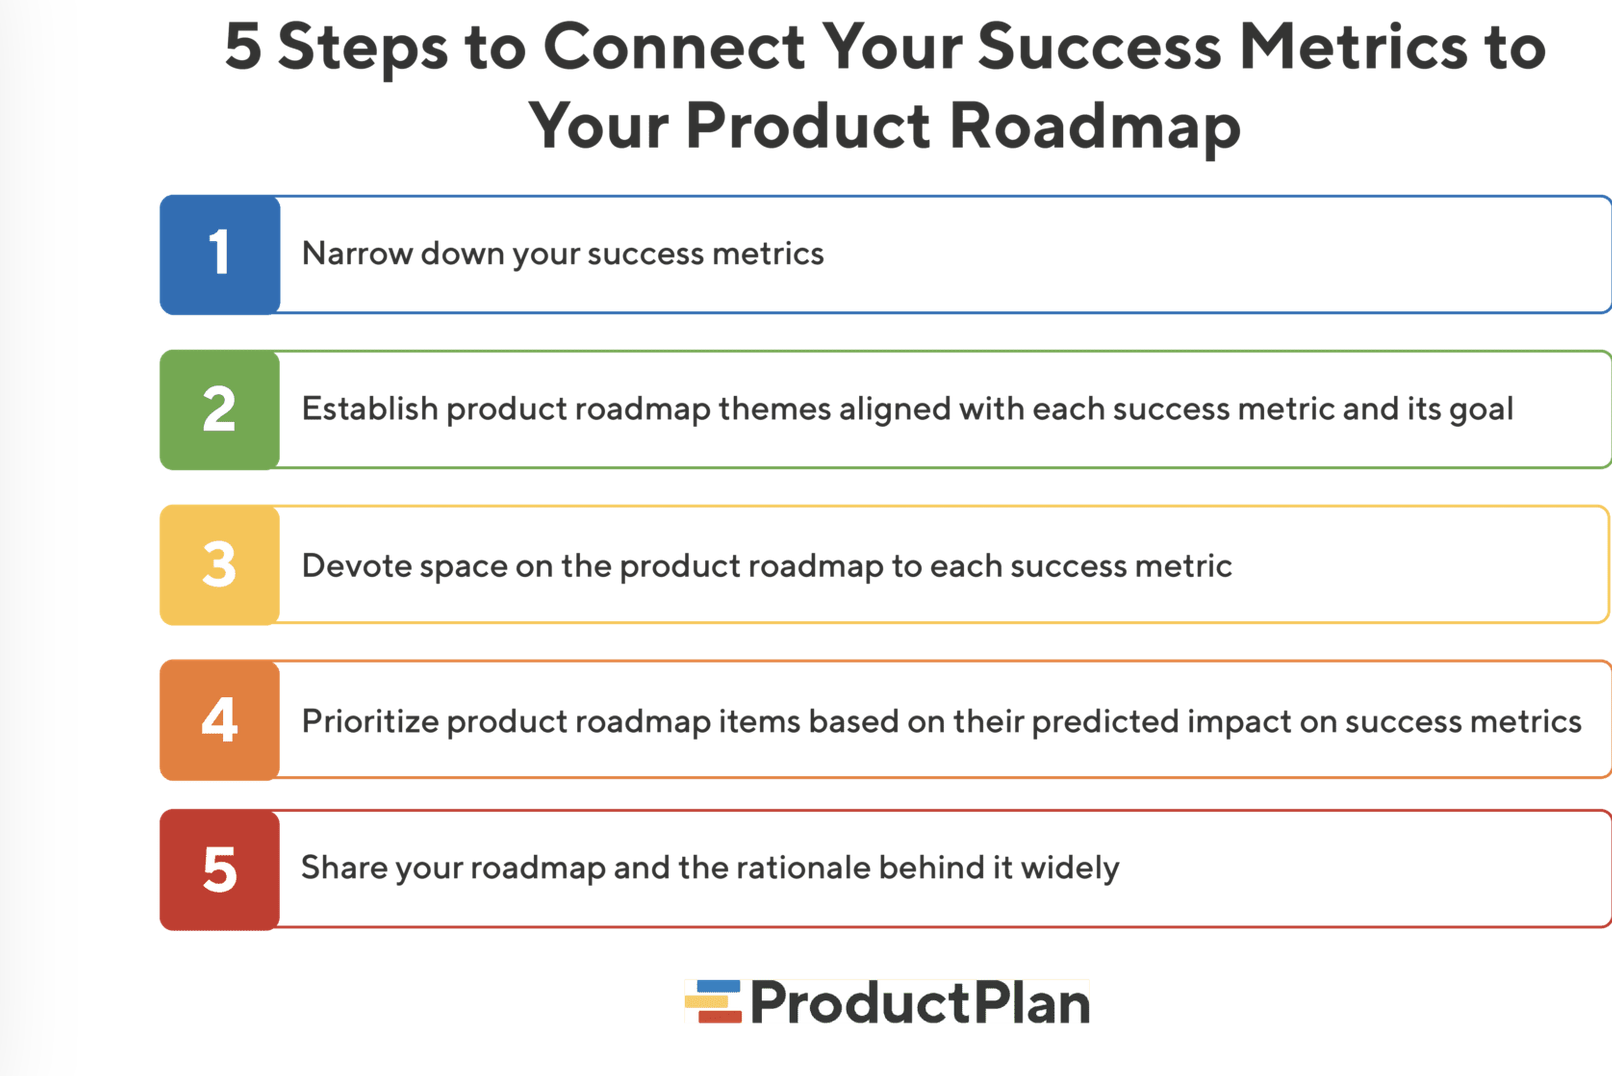 5 Steps to Connect Your Success Metrics to
Your Product Roadmap
1
Narrow down your success metrics
2
Establish product roadmap themes aligned with each success metric and its goal
3
Devote space on the product roadmap to each success metric
4
Prioritize product roadmap items based on their predicted impact on success metrics
5
Share your roadmap and the rationale behind it widely
ProductPlan